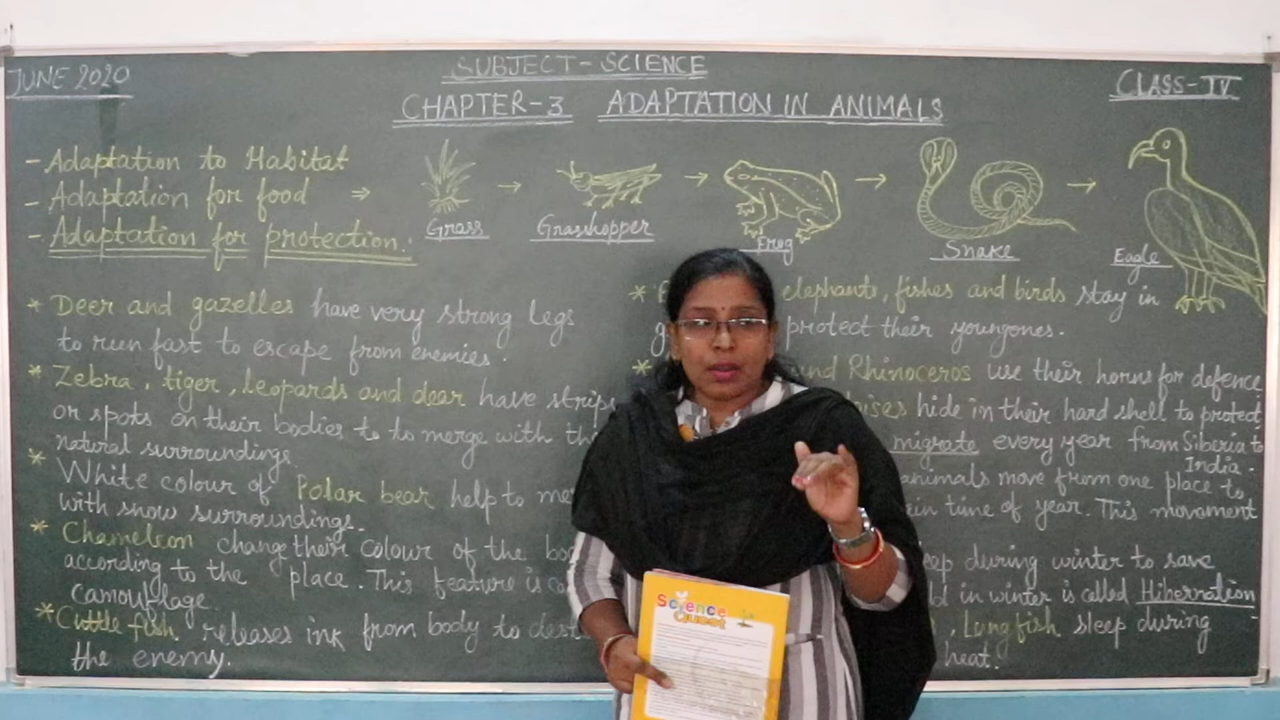 JUNE 2020
SUBJECT-SCIENCE
CLASS-IV
CHAPTER-3 ADAPTATION IN ANIMALS
- Adaptation to Habitat
- Adaptation for food ⇒
- Adaptation for protection.
Grass → Grasshopper → Frog → Snake → Eagle
* Deer and gazelles have very strong legs
to run fast to escape from enemies.
* Zebra, tiger, leopards and dear have strips
or spots on their bodies to to merge with
natural surroundings.
* White colour of Polar bear help to
with snow surroundings.
* Chameleon change their colour of the
according to the place. This feature is
camouflage.
* Cuttle fish releases ink from body to
the enemy.
* elephants, fishes and birds stay in
protect their youngones.
* and Rhinoceros use their horns for defence
hide in their hard shell to protect
migrate every year from Siberia to
India.
animals move from one place to
time of year. This movement
during winter to save
in winter is called Hibernation
, Lungfish sleep during
heat.
Science
Quest